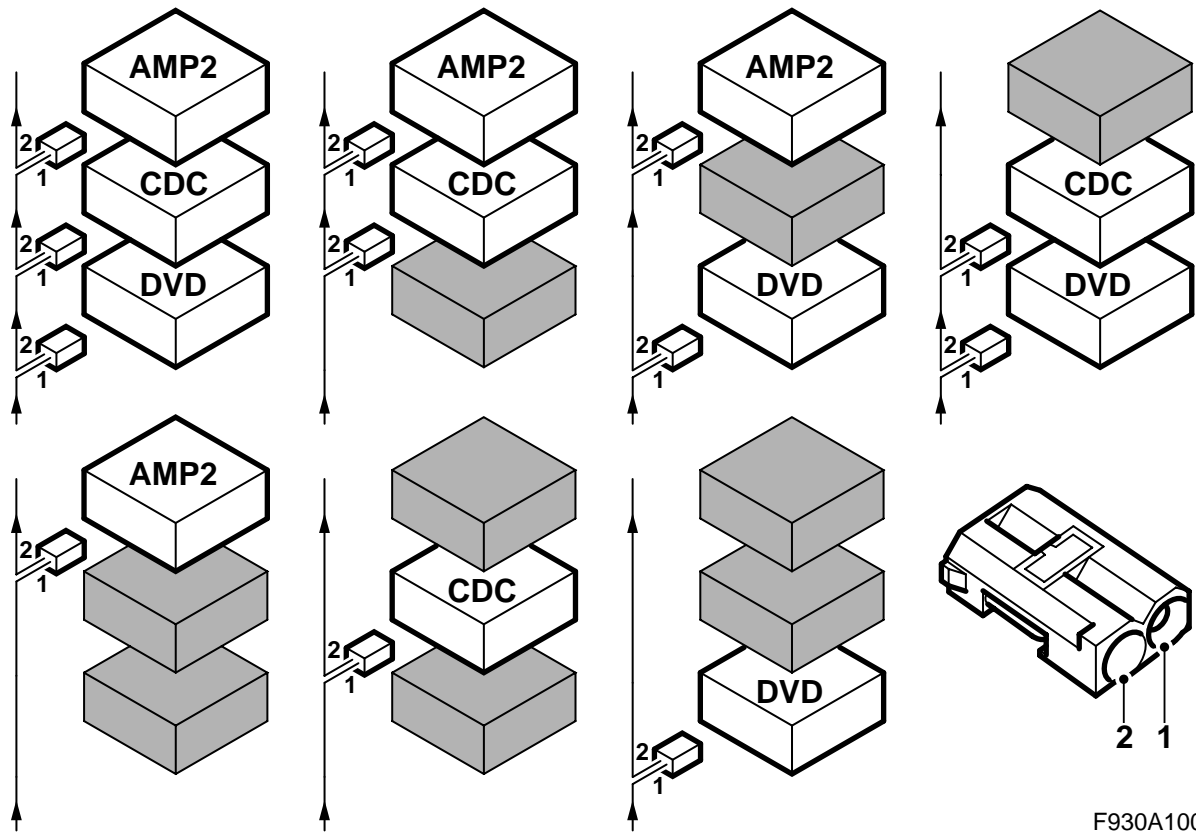 AMP2 AMP2 AMP2
2 2 2
1 CDC 1 CDC 1 CDC
2 2 2
1 DVD 1 1 DVD
2 DVD 2
1 2 1
1
AMP2
2
1 CDC
2
1 DVD
2
1
2 1
F930A100